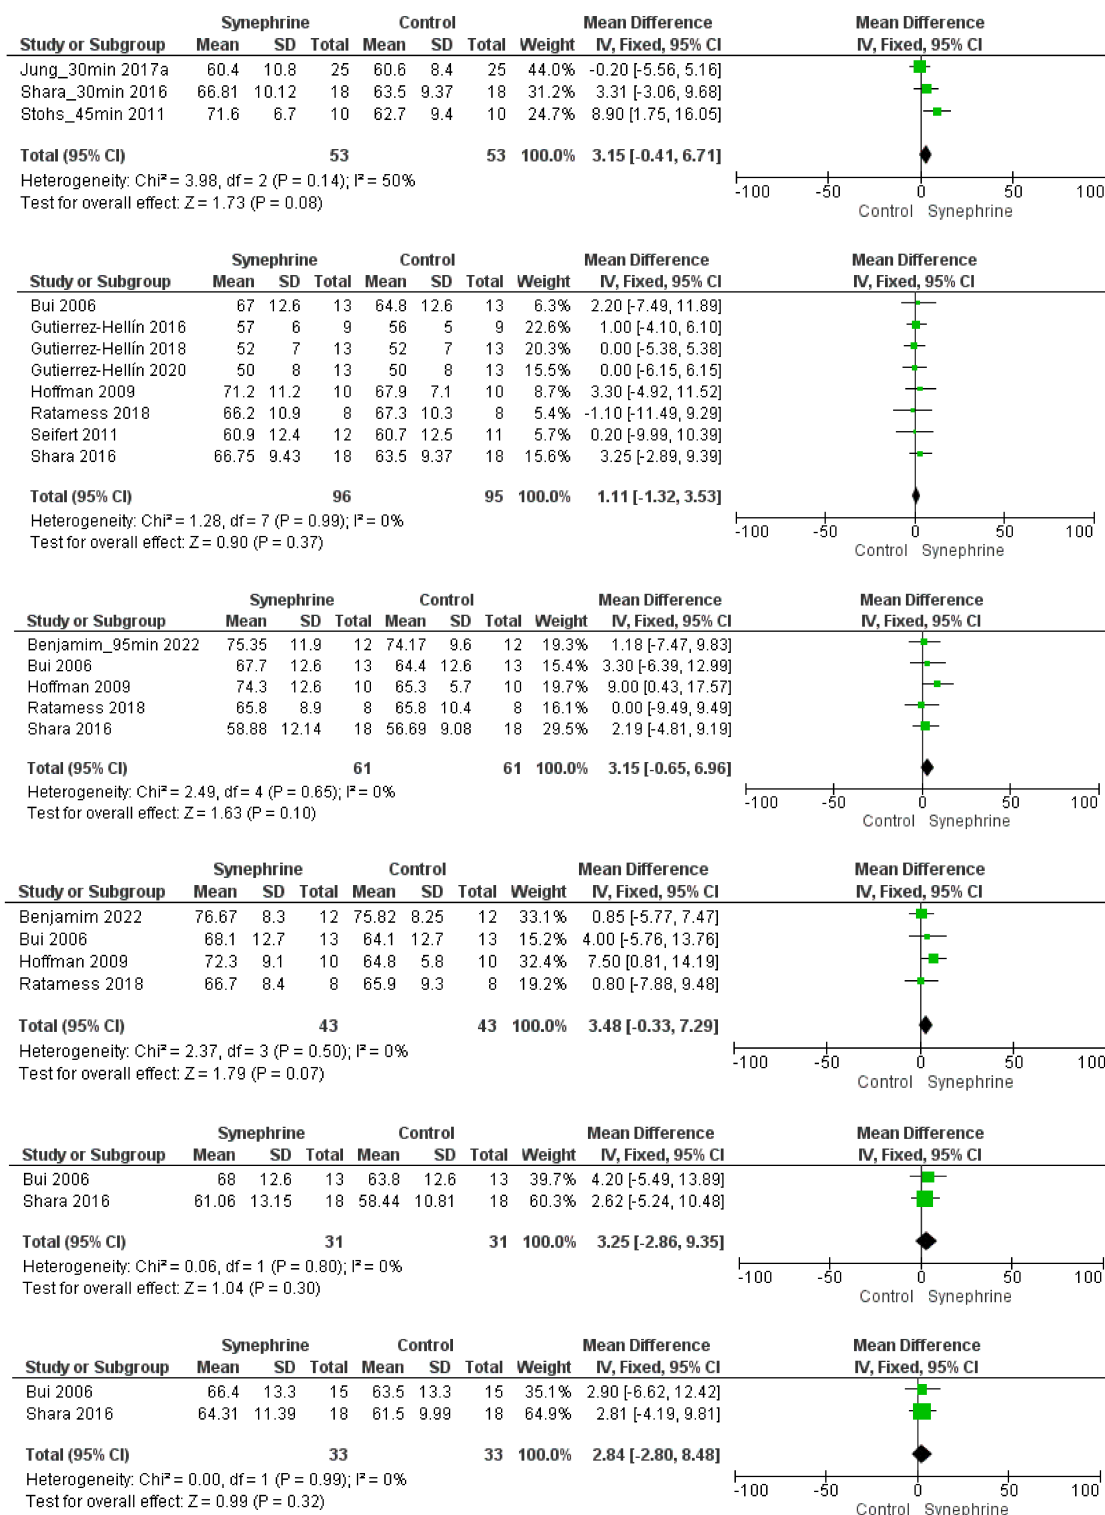 Synephrine Control Mean Difference Mean Difference
Study or Subgroup Mean SD Total Mean SD Total Weight IV, Fixed, 95% CI IV, Fixed, 95% CI
Jung_30min 2017a 60.4 10.8 25 60.6 8.4 25 44.0% -0.20 [-5.56, 5.16]
Shara_30min 2016 66.81 10.12 18 63.5 9.37 18 31.2% 3.31 [-3.06, 9.68]
Stohs_45min 2011 71.6 6.7 10 62.7 9.4 10 24.7% 8.90 [1.75, 16.05]
Total (95% CI) 53 53 100.0% 3.15 [-0.41, 6.71]
Heterogeneity: Chi² = 3.98, df = 2 (P = 0.14); I² = 50%
Test for overall effect: Z = 1.73 (P = 0.08)
-100 -50 0 50 100
Control Synephrine
Synephrine Control Mean Difference Mean Difference
Study or Subgroup Mean SD Total Mean SD Total Weight IV, Fixed, 95% CI IV, Fixed, 95% CI
Bui 2006 67 12.6 13 64.8 12.6 13 6.3% 2.20 [-7.49, 11.89]
Gutierrez-Hellín 2016 57 6 9 56 5 9 22.6% 1.00 [-4.10, 6.10]
Gutierrez-Hellín 2018 52 7 13 52 7 13 20.3% 0.00 [-5.38, 5.38]
Gutierrez-Hellín 2020 50 8 13 50 8 13 15.5% 0.00 [-6.15, 6.15]
Hoffman 2009 71.2 11.2 10 67.9 7.1 10 8.7% 3.30 [-4.92, 11.52]
Ratamess 2018 66.2 10.9 8 67.3 10.3 8 5.4% -1.10 [-11.49, 9.29]
Seifert 2011 60.9 12.4 12 60.7 12.5 11 5.7% 0.20 [-9.99, 10.39]
Shara 2016 66.75 9.43 18 63.5 9.37 18 15.6% 3.25 [-2.89, 9.39]
Total (95% CI) 96 95 100.0% 1.11 [-1.32, 3.53]
Heterogeneity: Chi² = 1.28, df = 7 (P = 0.99); I² = 0%
Test for overall effect: Z = 0.90 (P = 0.37)
-100 -50 0 50 100
Control Synephrine
Synephrine Control Mean Difference Mean Difference
Study or Subgroup Mean SD Total Mean SD Total Weight IV, Fixed, 95% CI IV, Fixed, 95% CI
Benjamim_95min 2022 75.35 11.9 12 74.17 9.6 12 19.3% 1.18 [-7.47, 9.83]
Bui 2006 67.7 12.6 13 64.4 12.6 13 15.4% 3.30 [-6.39, 12.99]
Hoffman 2009 74.3 12.6 10 65.3 5.7 10 19.7% 9.00 [0.43, 17.57]
Ratamess 2018 65.8 8.9 8 65.8 10.4 8 16.1% 0.00 [-9.49, 9.49]
Shara 2016 58.88 12.14 18 56.69 9.08 18 29.5% 2.19 [-4.81, 9.19]
Total (95% CI) 61 61 100.0% 3.15 [-0.65, 6.96]
Heterogeneity: Chi² = 2.49, df = 4 (P = 0.65); I² = 0%
Test for overall effect: Z = 1.63 (P = 0.10)
-100 -50 0 50 100
Control Synephrine
Synephrine Control Mean Difference Mean Difference
Study or Subgroup Mean SD Total Mean SD Total Weight IV, Fixed, 95% CI IV, Fixed, 95% CI
Benjamim 2022 76.67 8.3 12 75.82 8.25 12 33.1% 0.85 [-5.77, 7.47]
Bui 2006 68.1 12.7 13 64.1 12.7 13 15.2% 4.00 [-5.76, 13.76]
Hoffman 2009 72.3 9.1 10 64.8 5.8 10 32.4% 7.50 [0.81, 14.19]
Ratamess 2018 66.7 8.4 8 65.9 9.3 8 19.2% 0.80 [-7.88, 9.48]
Total (95% CI) 43 43 100.0% 3.48 [-0.33, 7.29]
Heterogeneity: Chi² = 2.37, df = 3 (P = 0.50); I² = 0%
Test for overall effect: Z = 1.79 (P = 0.07)
-100 -50 0 50 100
Control Synephrine
Synephrine Control Mean Difference Mean Difference
Study or Subgroup Mean SD Total Mean SD Total Weight IV, Fixed, 95% CI IV, Fixed, 95% CI
Bui 2006 68 12.6 13 63.8 12.6 13 39.7% 4.20 [-5.49, 13.89]
Shara 2016 61.06 13.15 18 58.44 10.81 18 60.3% 2.62 [-5.24, 10.48]
Total (95% CI) 31 31 100.0% 3.25 [-2.86, 9.35]
Heterogeneity: Chi² = 0.06, df = 1 (P = 0.80); I² = 0%
Test for overall effect: Z = 1.04 (P = 0.30)
-100 -50 0 50 100
Control Synephrine
Synephrine Control Mean Difference Mean Difference
Study or Subgroup Mean SD Total Mean SD Total Weight IV, Fixed, 95% CI IV, Fixed, 95% CI
Bui 2006 66.4 13.3 15 63.5 13.3 15 35.1% 2.90 [-6.62, 12.42]
Shara 2016 64.31 11.39 18 61.5 9.99 18 64.9% 2.81 [-4.19, 9.81]
Total (95% CI) 33 33 100.0% 2.84 [-2.80, 8.48]
Heterogeneity: Chi² = 0.00, df = 1 (P = 0.99); I² = 0%
Test for overall effect: Z = 0.99 (P = 0.32)
-100 -50 0 50 100
Control Synephrine